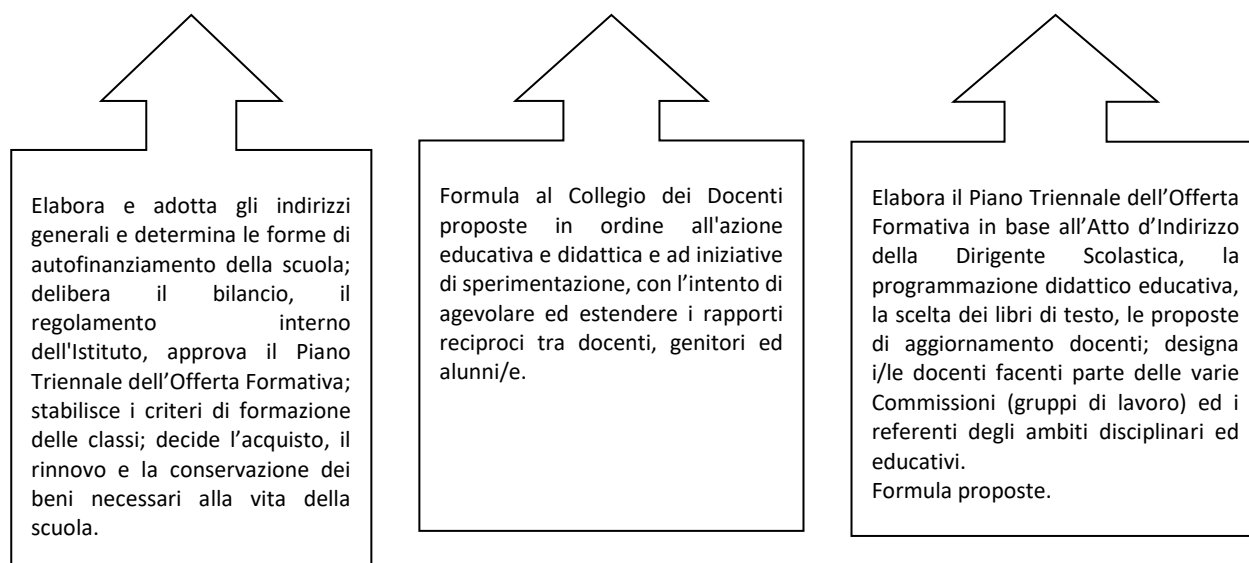 Elabora e adotta gli indirizzi
generali e determina le forme di
autofinanziamento della scuola;
delibera il bilancio, il
regolamento interno
dell'Istituto, approva il Piano
Triennale dell’Offerta Formativa;
stabilisce i criteri di formazione
delle classi; decide l’acquisto, il
rinnovo e la conservazione dei
beni necessari alla vita della
scuola.
Formula al Collegio dei Docenti
proposte in ordine all'azione
educativa e didattica e ad iniziative
di sperimentazione, con l’intento di
agevolare ed estendere i rapporti
reciproci tra docenti, genitori ed
alunni/e.
Elabora il Piano Triennale dell’Offerta
Formativa in base all’Atto d’Indirizzo
della Dirigente Scolastica, la
programmazione didattico educativa,
la scelta dei libri di testo, le proposte
di aggiornamento docenti; designa
i/le docenti facenti parte delle varie
Commissioni (gruppi di lavoro) ed i
referenti degli ambiti disciplinari ed
educativi.
Formula proposte.